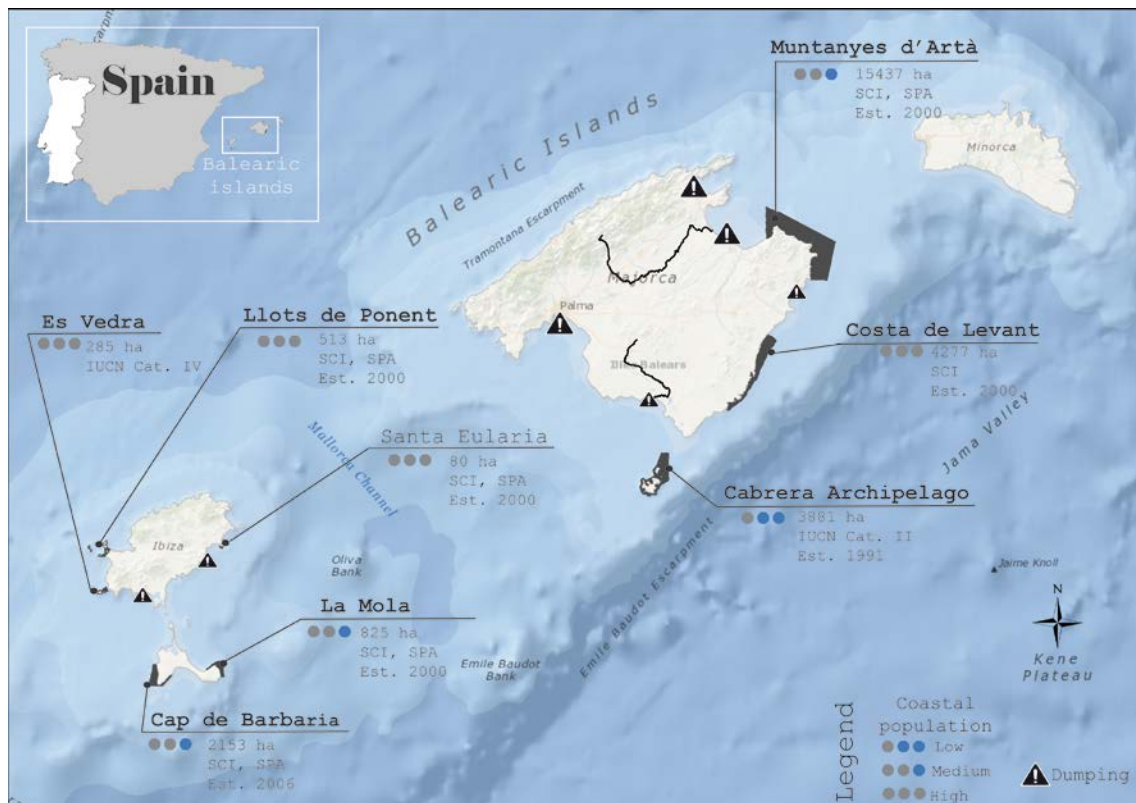 Spain
Balearic
islands
Muntanyes d'Artà
15437 ha
SCI, SPA
Est. 2000
Balearic Islands
Tramontana Escarpment
Minorca
Majorca
Palma
Illes Balears
Es Vedra
285 ha
IUCN Cat. IV
Llots de Ponent
513 ha
SCI, SPA
Est. 2000
Costa de Levant
4277 ha
SCI
Est. 2000
Mallorca Channel
Santa Eularia
80 ha
SCI, SPA
Est. 2000
Jama Valley
Cabrera Archipelago
3881 ha
IUCN Cat. II
Est. 1991
Ibiza
Oliva
Bank
Emile Baudot Escarpment
Jaime Knoll
La Mola
825 ha
SCI, SPA
Est. 2000
Emile Baudot
Bank
N
Kene
Plateau
Cap de Barbaria
2153 ha
SCI, SPA
Est. 2006
Legend
Coastal
population
Low
Medium
High
Dumping